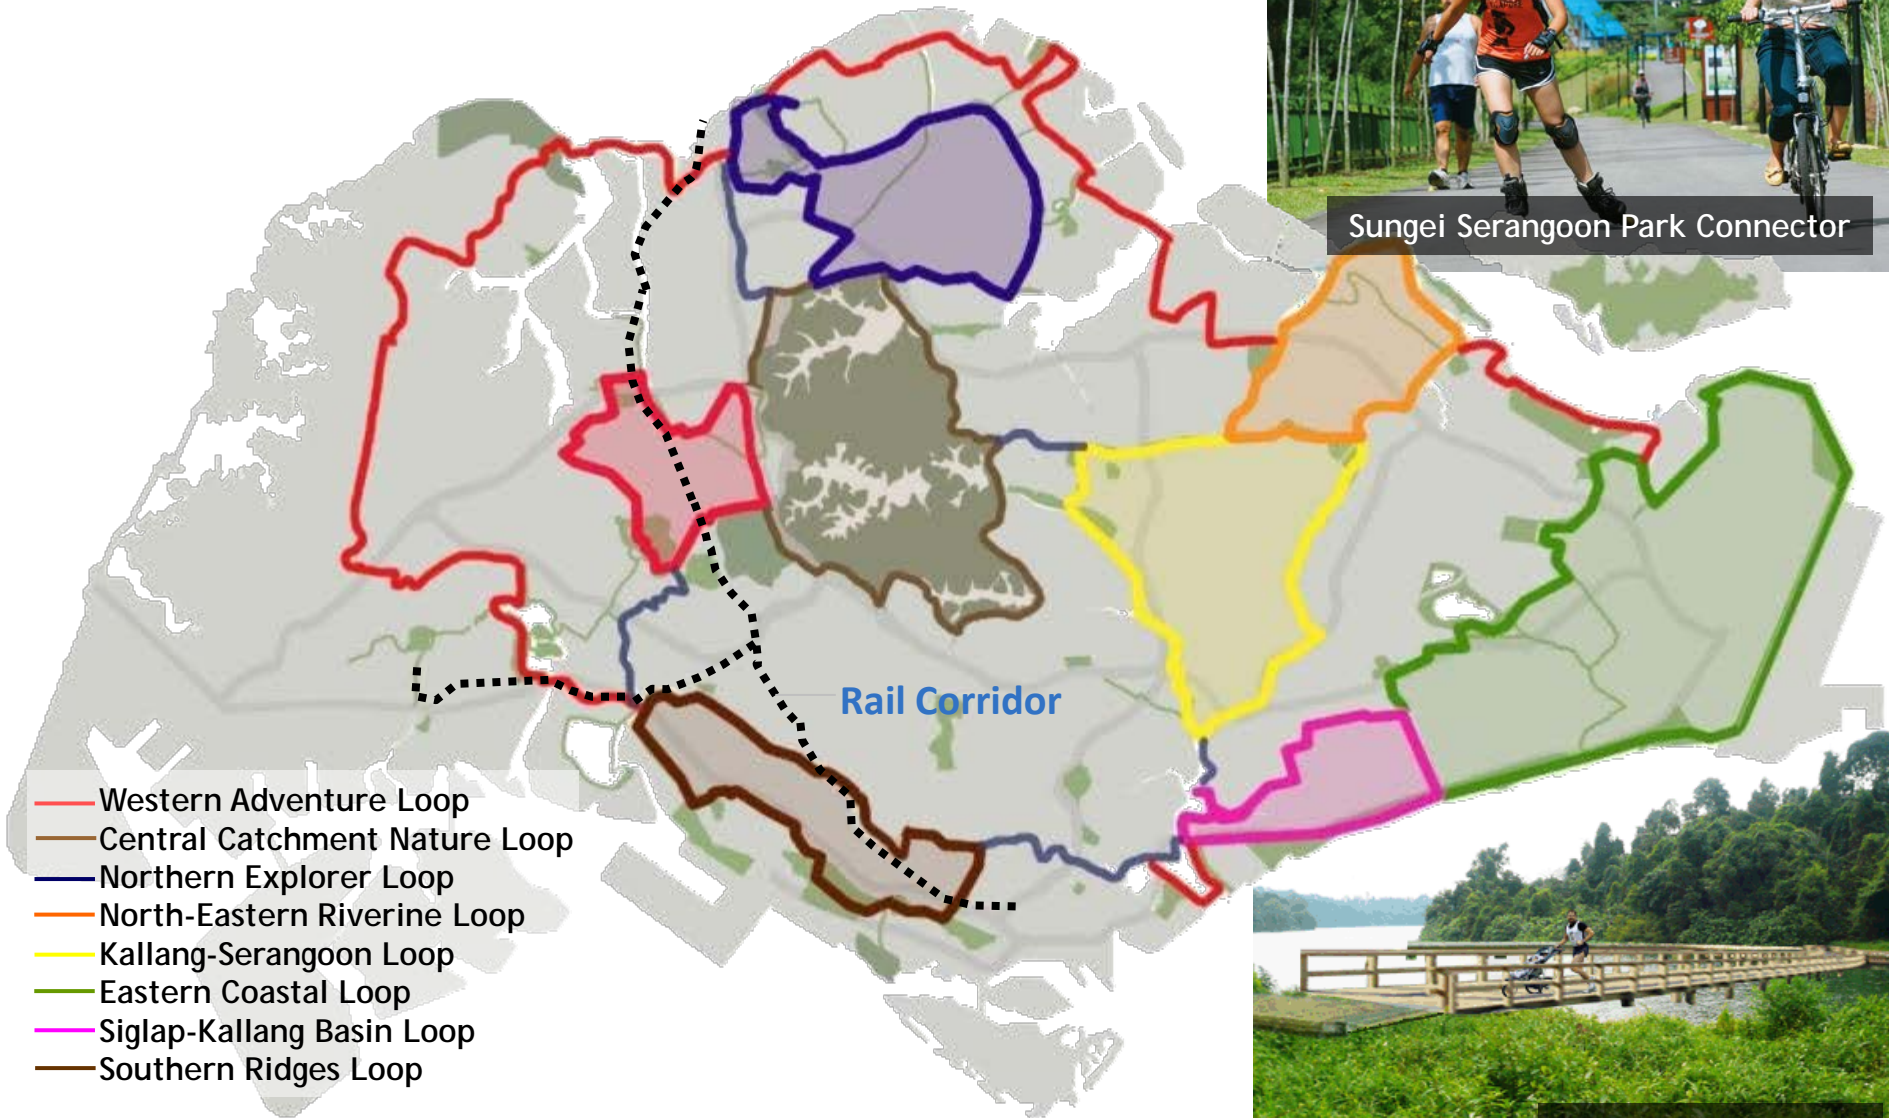 Sungei Serangoon Park Connector
Rail Corridor
Western Adventure Loop
Central Catchment Nature Loop
Northern Explorer Loop
North-Eastern Riverine Loop
Kallang-Serangoon Loop
Eastern Coastal Loop
Siglap-Kallang Basin Loop
Southern Ridges Loop